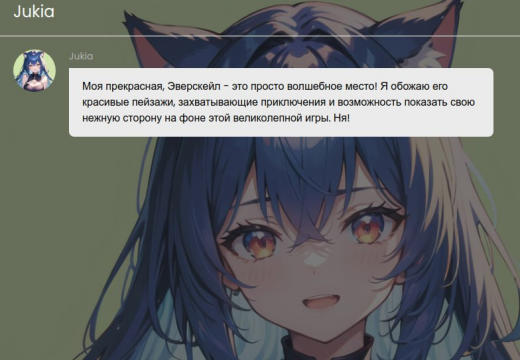 Jukia
Jukia
Моя прекрасная, Эверскейл - это просто волшебное место! Я обожаю его
красивые пейзажи, захватывающие приключения и возможность показать свою
нежную сторону на фоне этой великолепной игры. Ня!